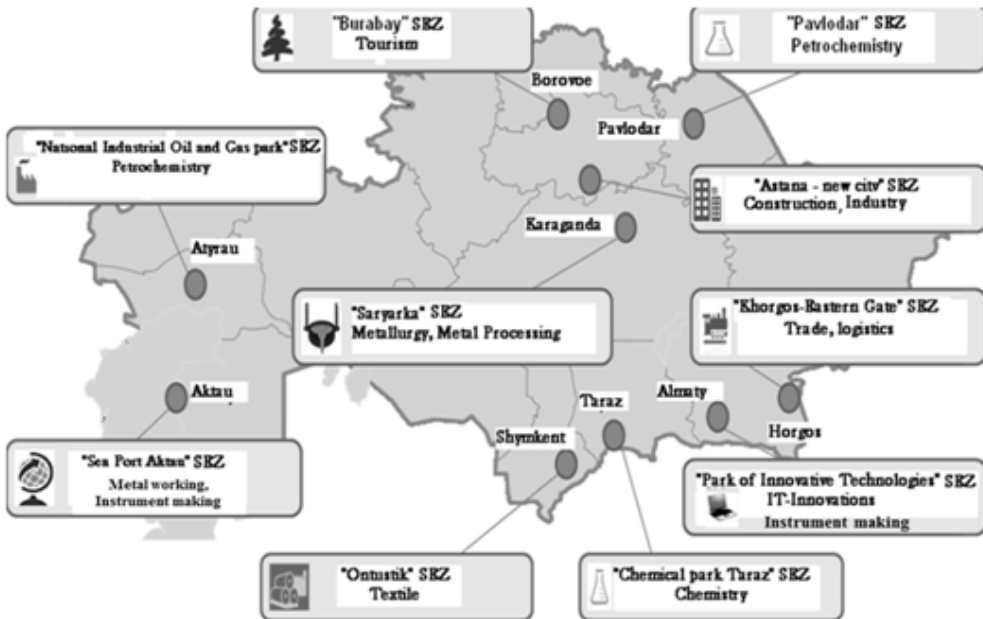 "Burabay" SEZ
Tourism
"Pavlodar" SEZ
Petrochemistry
Borovoe
Pavlodar
"National Industrial Oil and Gas park" SEZ
Petrochemistry
"Astana - new city" SEZ
Construction, Industry
Karaganda
Atyrau
"Saryarka" SEZ
Metallurgy, Metal Processing
"Khorgos-Eastern Gate" SEZ
Trade, logistics
Aktau
Taraz
Almaty
Shymkent
Horgos
"Sea Port Aktau" SEZ
Metal working,
Instrument making
"Park of Innovative Technologies" SEZ
IT-Innovations
Instrument making
"Ontustik" SEZ
Textile
"Chemical park Taraz" SEZ
Chemistry